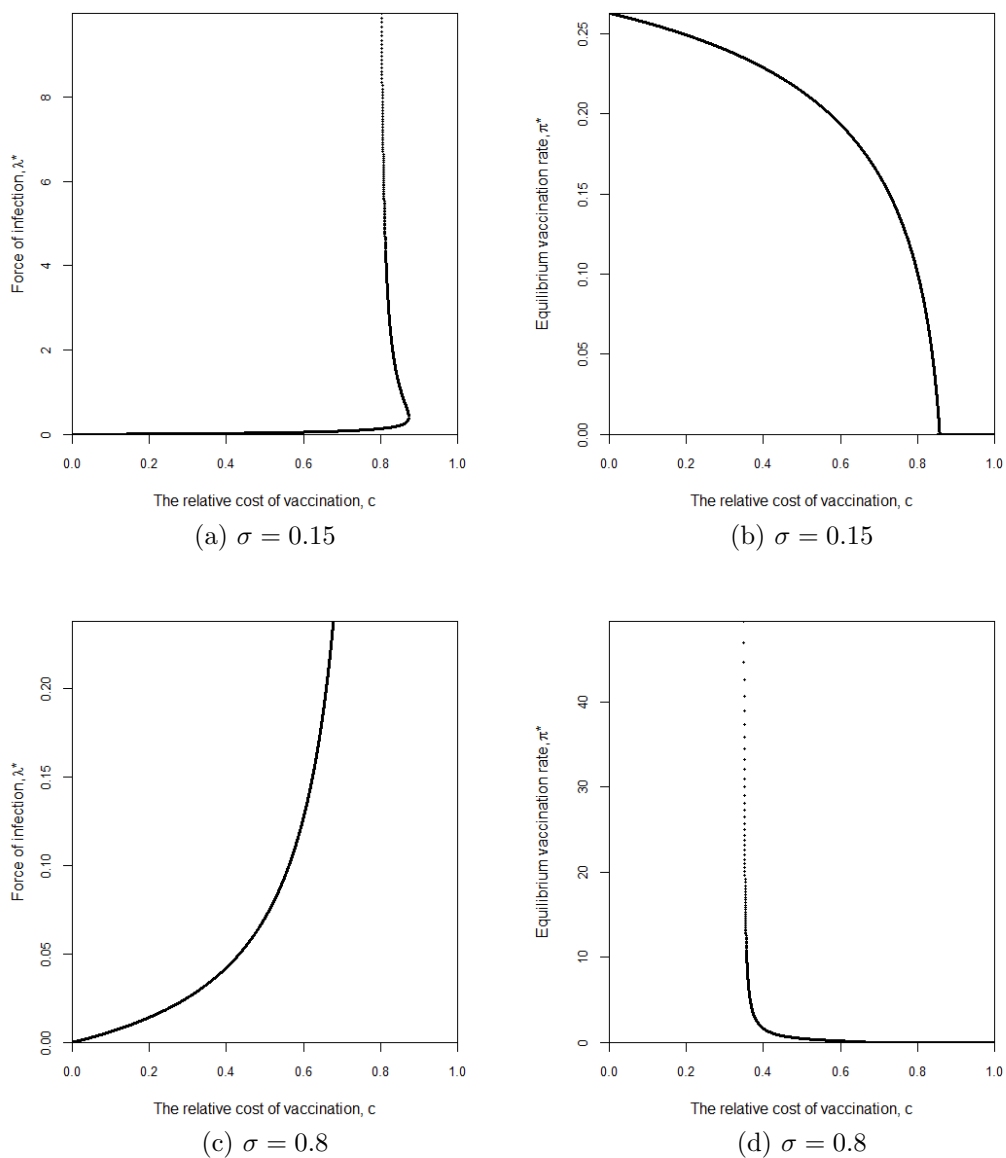 Force of infection, λ*
0 2 4 6 8
0.0 0.2 0.4 0.6 0.8 1.0
The relative cost of vaccination, c
(a) σ = 0.15
Equilibrium vaccination rate, π*
0.00 0.05 0.10 0.15 0.20 0.25
0.0 0.2 0.4 0.6 0.8 1.0
The relative cost of vaccination, c
(b) σ = 0.15
Force of infection, λ*
0.00 0.05 0.10 0.15 0.20
0.0 0.2 0.4 0.6 0.8 1.0
The relative cost of vaccination, c
(c) σ = 0.8
Equilibrium vaccination rate, π*
0 10 20 30 40
0.0 0.2 0.4 0.6 0.8 1.0
The relative cost of vaccination, c
(d) σ = 0.8